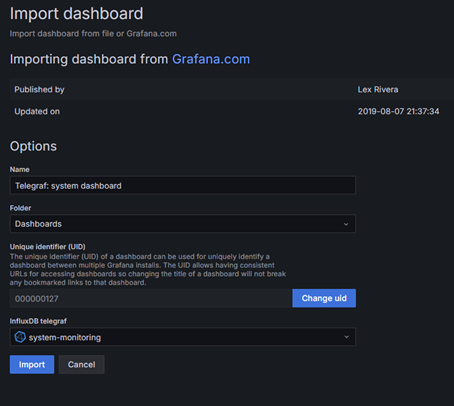 Import dashboard
Import dashboard from file or Grafana.com
Importing dashboard from Grafana.com
Published by Lex Rivera
Updated on 2019-08-07 21:37:34
Options
Name
Telegraf: system dashboard
Folder
Dashboards
Unique identifier (UID)
The unique identifier (UID) of a dashboard can be used for uniquely identify a
dashboard between multiple Grafana installs. The UID allows having consistent
URLs for accessing dashboards so changing the title of a dashboard will not break
any bookmarked links to that dashboard.
000000127 Change uid
InfluxDB telegraf
system-monitoring
Import Cancel